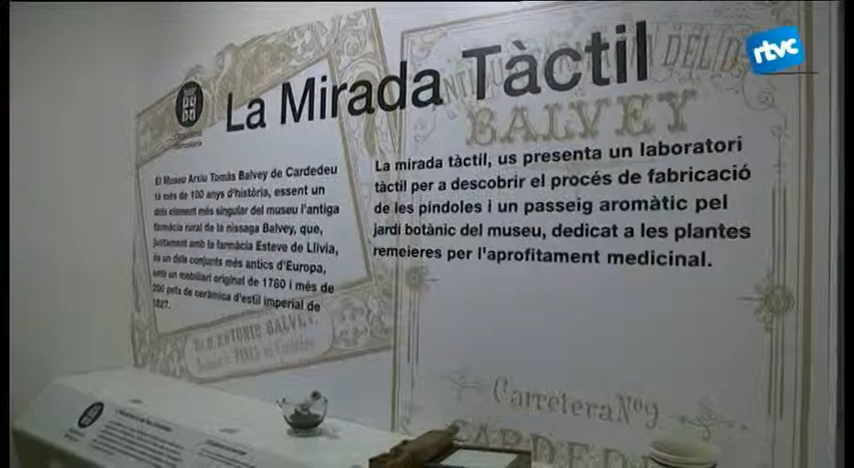 rtvc
La Mirada Tàctil
BALVEY
El Museu Arxiu Tomàs Balvey de Cardedeu
té més de 100 anys d'història, essent un
dels element més singular del museu l'antiga
farmàcia rural de la nissaga Balvey, que,
juntament amb la farmàcia Esteve de Llívia,
és un dels conjunts més antics d'Europa,
amb un mobiliari original de 1780 i més de
200 pots de ceràmica d'estil imperial de
1827.
La mirada tàctil, us presenta un laboratori
tàctil per a descobrir el procés de fabricació
de les píndoles i un passeig aromàtic pel
jardí botànic del museu, dedicat a les plantes
remeieres per l'aprofitament medicinal.
ANTONIO BALVEY
Carretera Nº9
CARDED